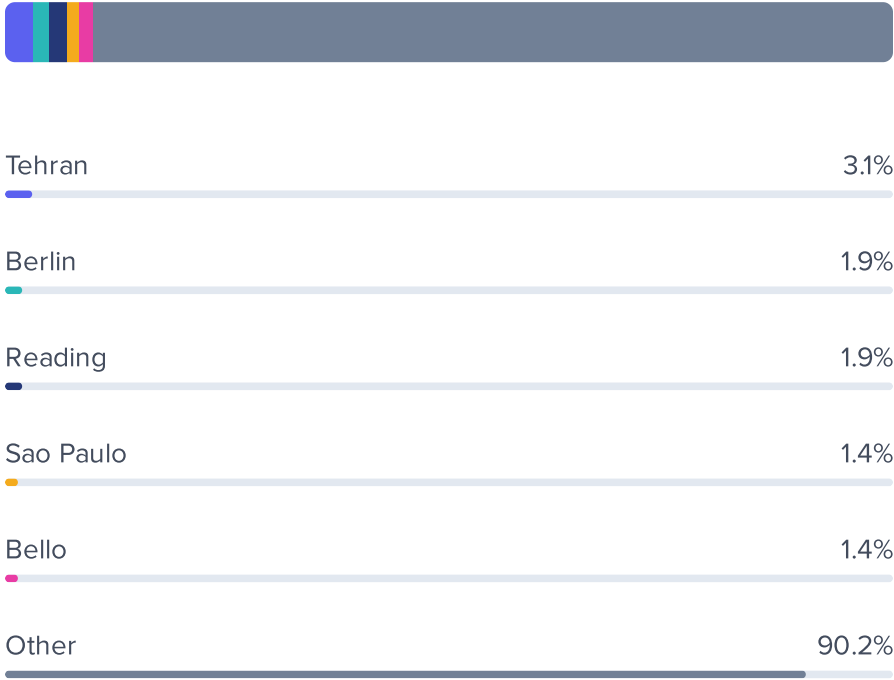 Tehran 3.1%
Berlin 1.9%
Reading 1.9%
Sao Paulo 1.4%
Bello 1.4%
Other 90.2%